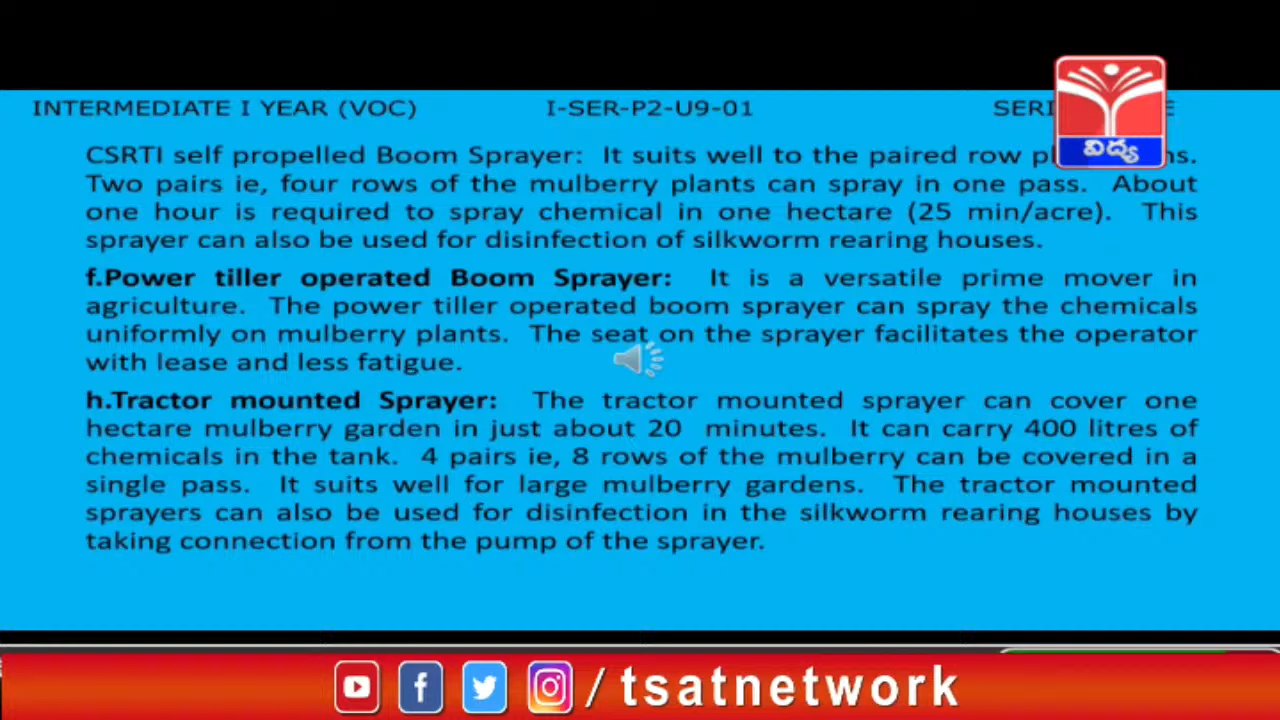 INTERMEDIATE I YEAR (VOC) I-SER-P2-U9-01
విద్య
CSRTI self propelled Boom Sprayer: It suits well to the paired row
Two pairs ie, four rows of the mulberry plants can spray in one pass. About
one hour is required to spray chemical in one hectare (25 min/acre). This
sprayer can also be used for disinfection of silkworm rearing houses.
f.Power tiller operated Boom Sprayer: It is a versatile prime mover in
agriculture. The power tiller operated boom sprayer can spray the chemicals
uniformly on mulberry plants. The seat on the sprayer facilitates the operator
with lease and less fatigue.
h.Tractor mounted Sprayer: The tractor mounted sprayer can cover one
hectare mulberry garden in just about 20 minutes. It can carry 400 litres of
chemicals in the tank. 4 pairs ie, 8 rows of the mulberry can be covered in a
single pass. It suits well for large mulberry gardens. The tractor mounted
sprayers can also be used for disinfection in the silkworm rearing houses by
taking connection from the pump of the sprayer.
/tsatnetwork